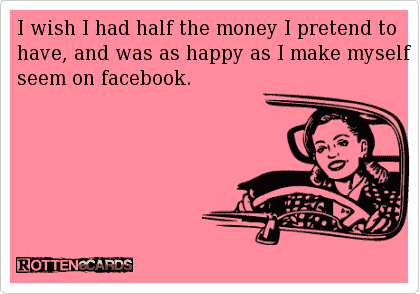 I wish I had half the money I pretend to
have, and was as happy as I make myself
seem on facebook.
ROTTENeCARDS